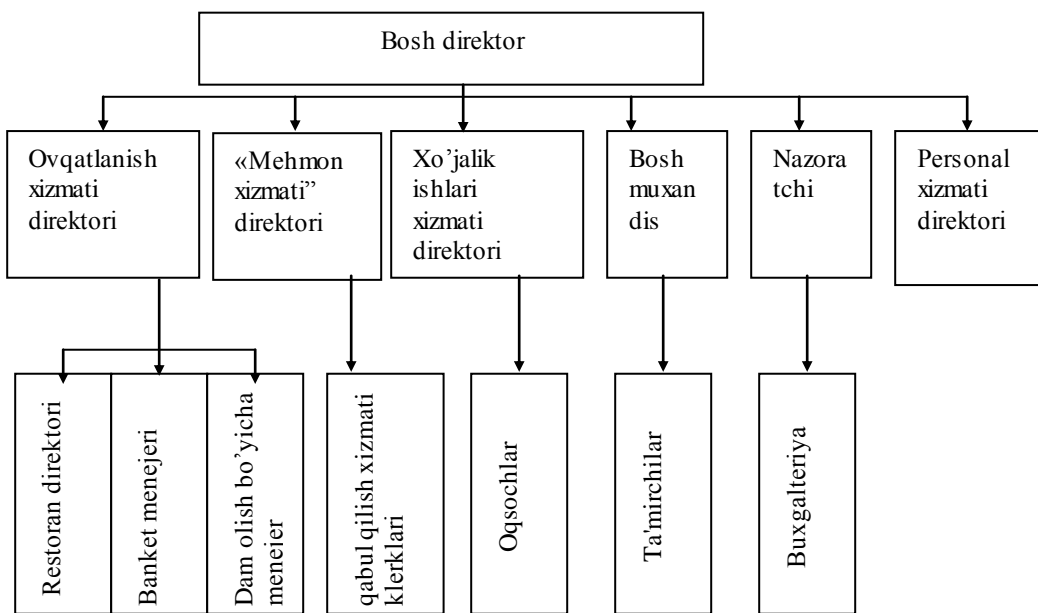 Bosh direktor
Ovqatlanish
xizmati
direktori
«Mehmon
xizmati”
direktori
Xo’jalik
ishlari
xizmati
direktori
Bosh
muxan
dis
Nazora
tchi
Personal
xizmati
direktori
Restoran direktori
Banket menejeri
Dam olish bo’yicha
menejer
qabul qilish xizmati
klerklari
Oqsochlar
Ta'mirchilar
Buxgalteriya